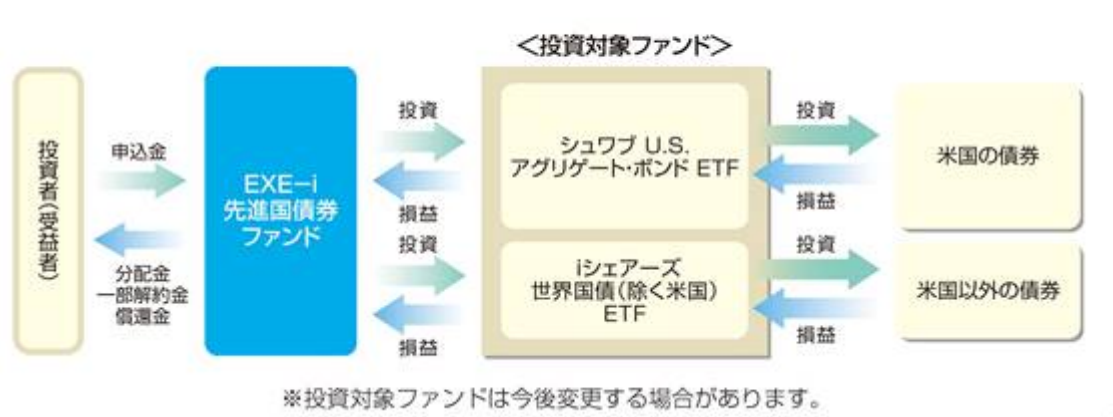 ＜投資対象ファンド＞
投資者（受益者）
申込金
分配金
一部解約金
償還金
EXE－i
先進国債券
ファンド
投資
損益
投資
損益
シュワブ U.S.
アグリゲート・ボンド ETF
iシェアーズ
世界国債（除く米国）
ETF
投資
損益
投資
損益
米国の債券
米国以外の債券
※投資対象ファンドは今後変更する場合があります。